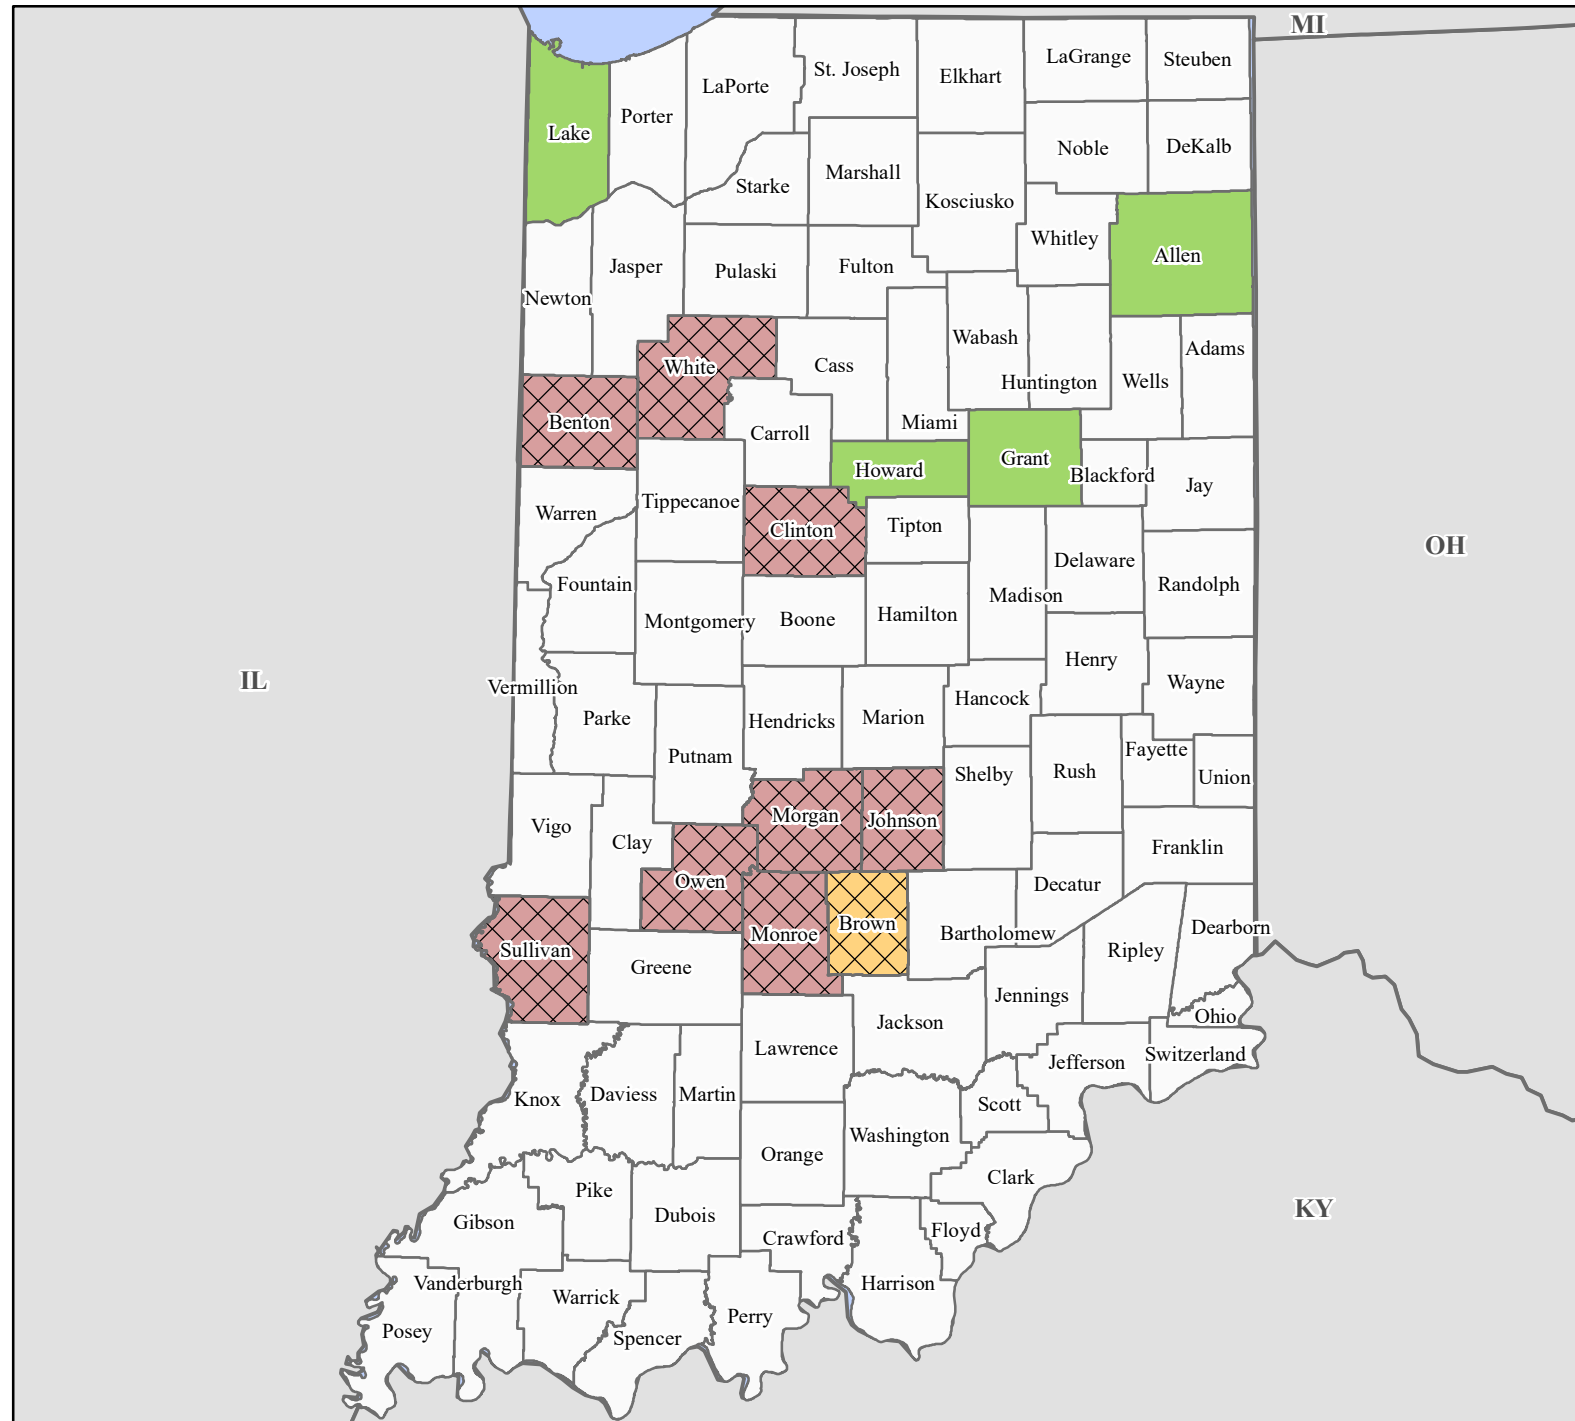 MI
LaGrange
Steuben
St. Joseph
Elkhart
LaPorte
Porter
Lake
Noble
DeKalb
Marshall
Starke
Kosciusko
Whitley
Allen
Jasper
Pulaski
Fulton
Newton
Wabash
Adams
White
Cass
Huntington
Wells
Benton
Miami
Carroll
Grant
Howard
Blackford
Jay
Tippecanoe
Warren
Clinton
Tipton
OH
Delaware
Fountain
Randolph
Madison
Hamilton
Boone
Montgomery
Henry
IL
Wayne
Vermillion
Hancock
Parke
Marion
Hendricks
Fayette
Putnam
Rush
Shelby
Union
Morgan
Johnson
Vigo
Clay
Franklin
Owen
Decatur
Brown
Dearborn
Monroe
Bartholomew
Sullivan
Ripley
Greene
Jennings
Ohio
Jackson
Lawrence
Switzerland
Jefferson
Daviess
Martin
Knox
Scott
Washington
Orange
Clark
Pike
KY
Dubois
Gibson
Floyd
Crawford
Vanderburgh
Harrison
Warrick
Perry
Posey
Spencer